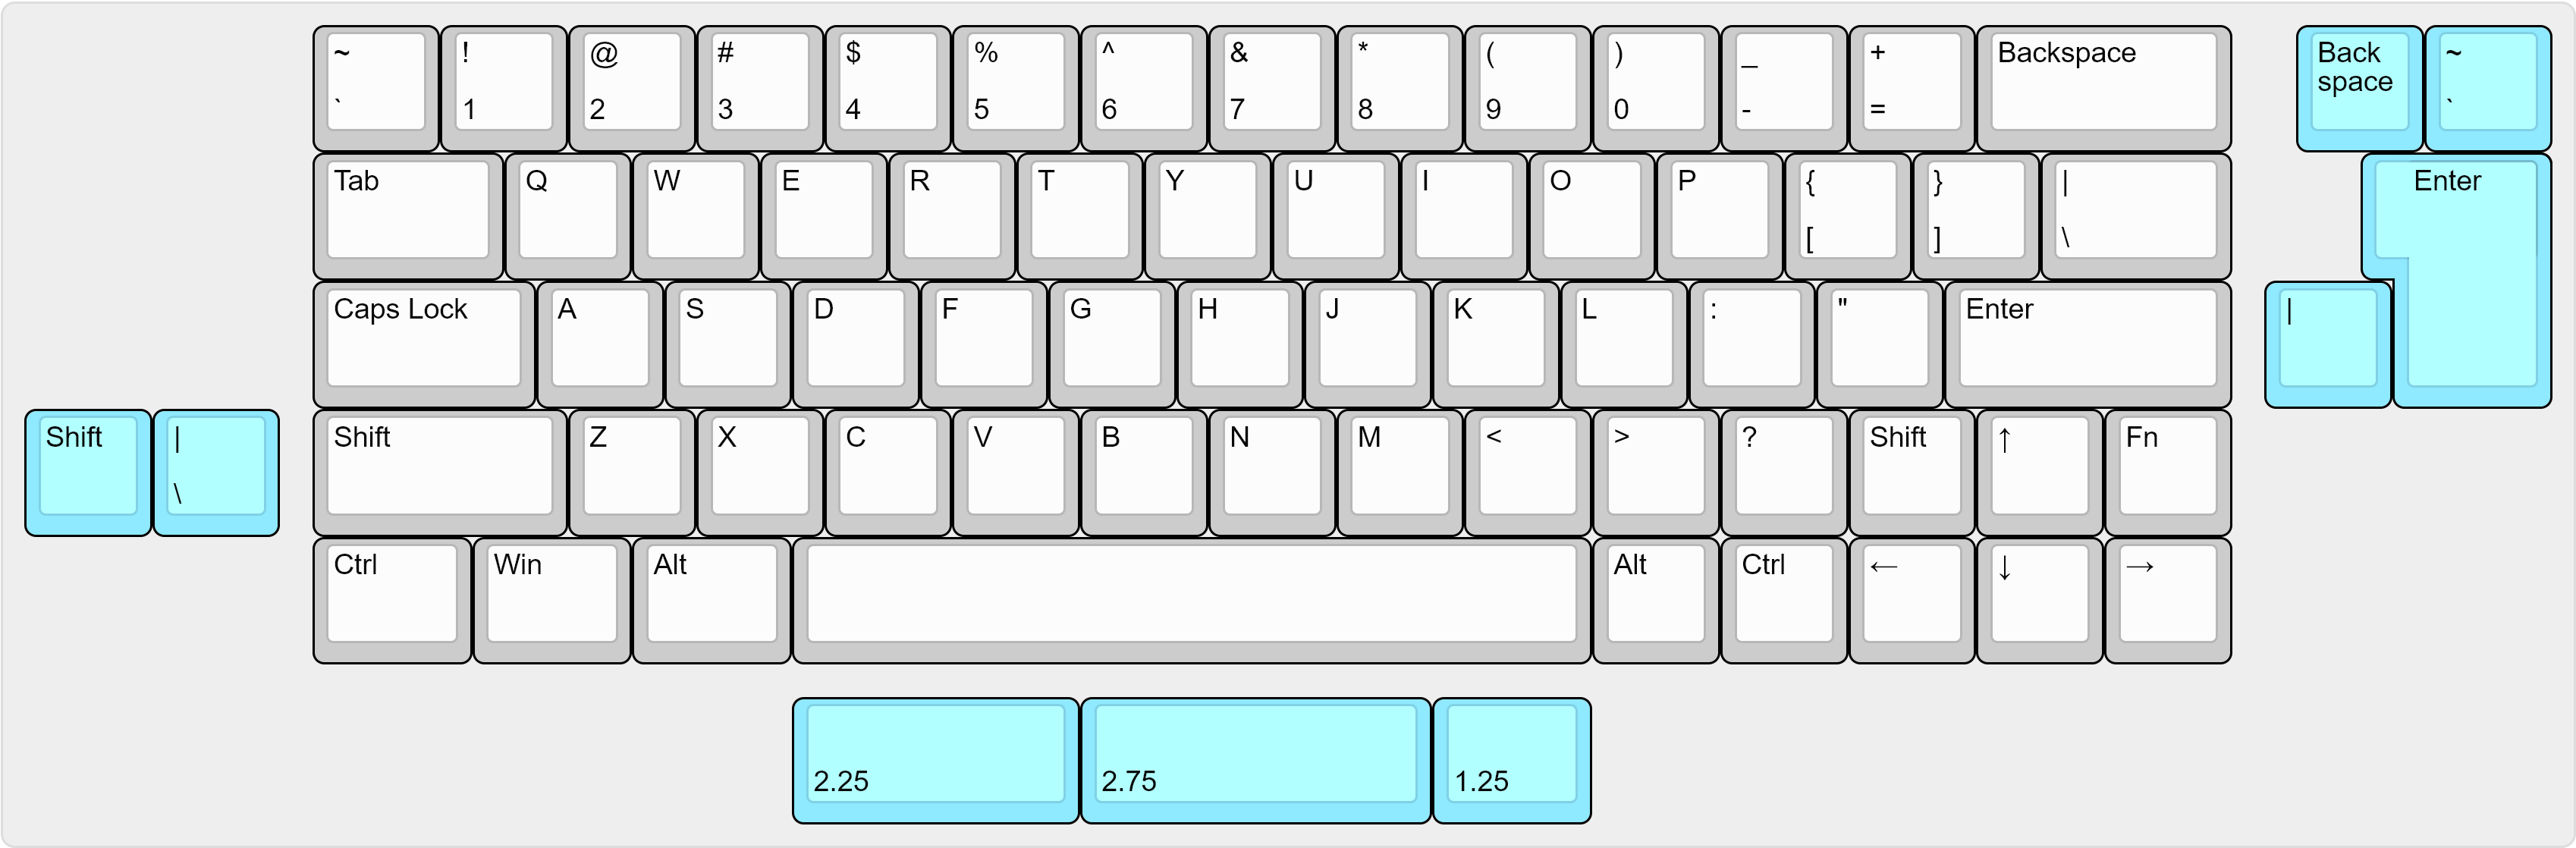 ~ ! @ # $ % ^ & * ( ) _ + Backspace Back ~
space
` 1 2 3 4 5 6 7 8 9 0 - = `
Tab Q W E R T Y U I O P { } | Enter
[ ] \
Caps Lock A S D F G H J K L : " Enter |
Shift | Shift Z X C V B N M < > ? Shift ↑ Fn
\
Ctrl Win Alt Alt Ctrl ← ↓ →
2.25 2.75 1.25